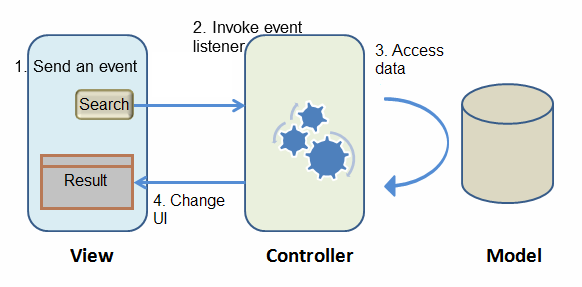 1. Send an event
Search
Result
2. Invoke event
listener
3. Access
data
4. Change
UI
View
Controller
Model